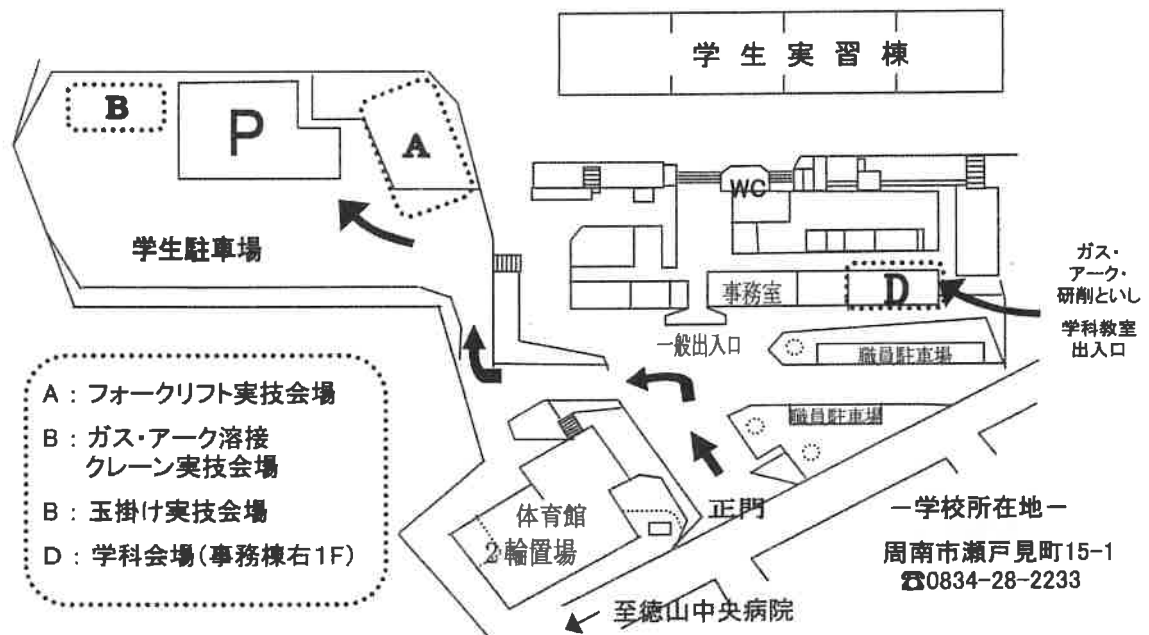 学生実習棟
B
P
A
WC
学生駐車場
ガス・
アーク・
研削といし
学科教室
出入口
事務室
D
一般出入口
職員駐車場
職員駐車場
A：フォークリフト実技会場
B：ガス・アーク溶接
クレーン実技会場
B：玉掛け実技会場
D：学科会場(事務棟右1F)
体育館
2輪置場
正門
―学校所在地―
周南市瀬戸見町15-1
☎0834-28-2233
至徳山中央病院